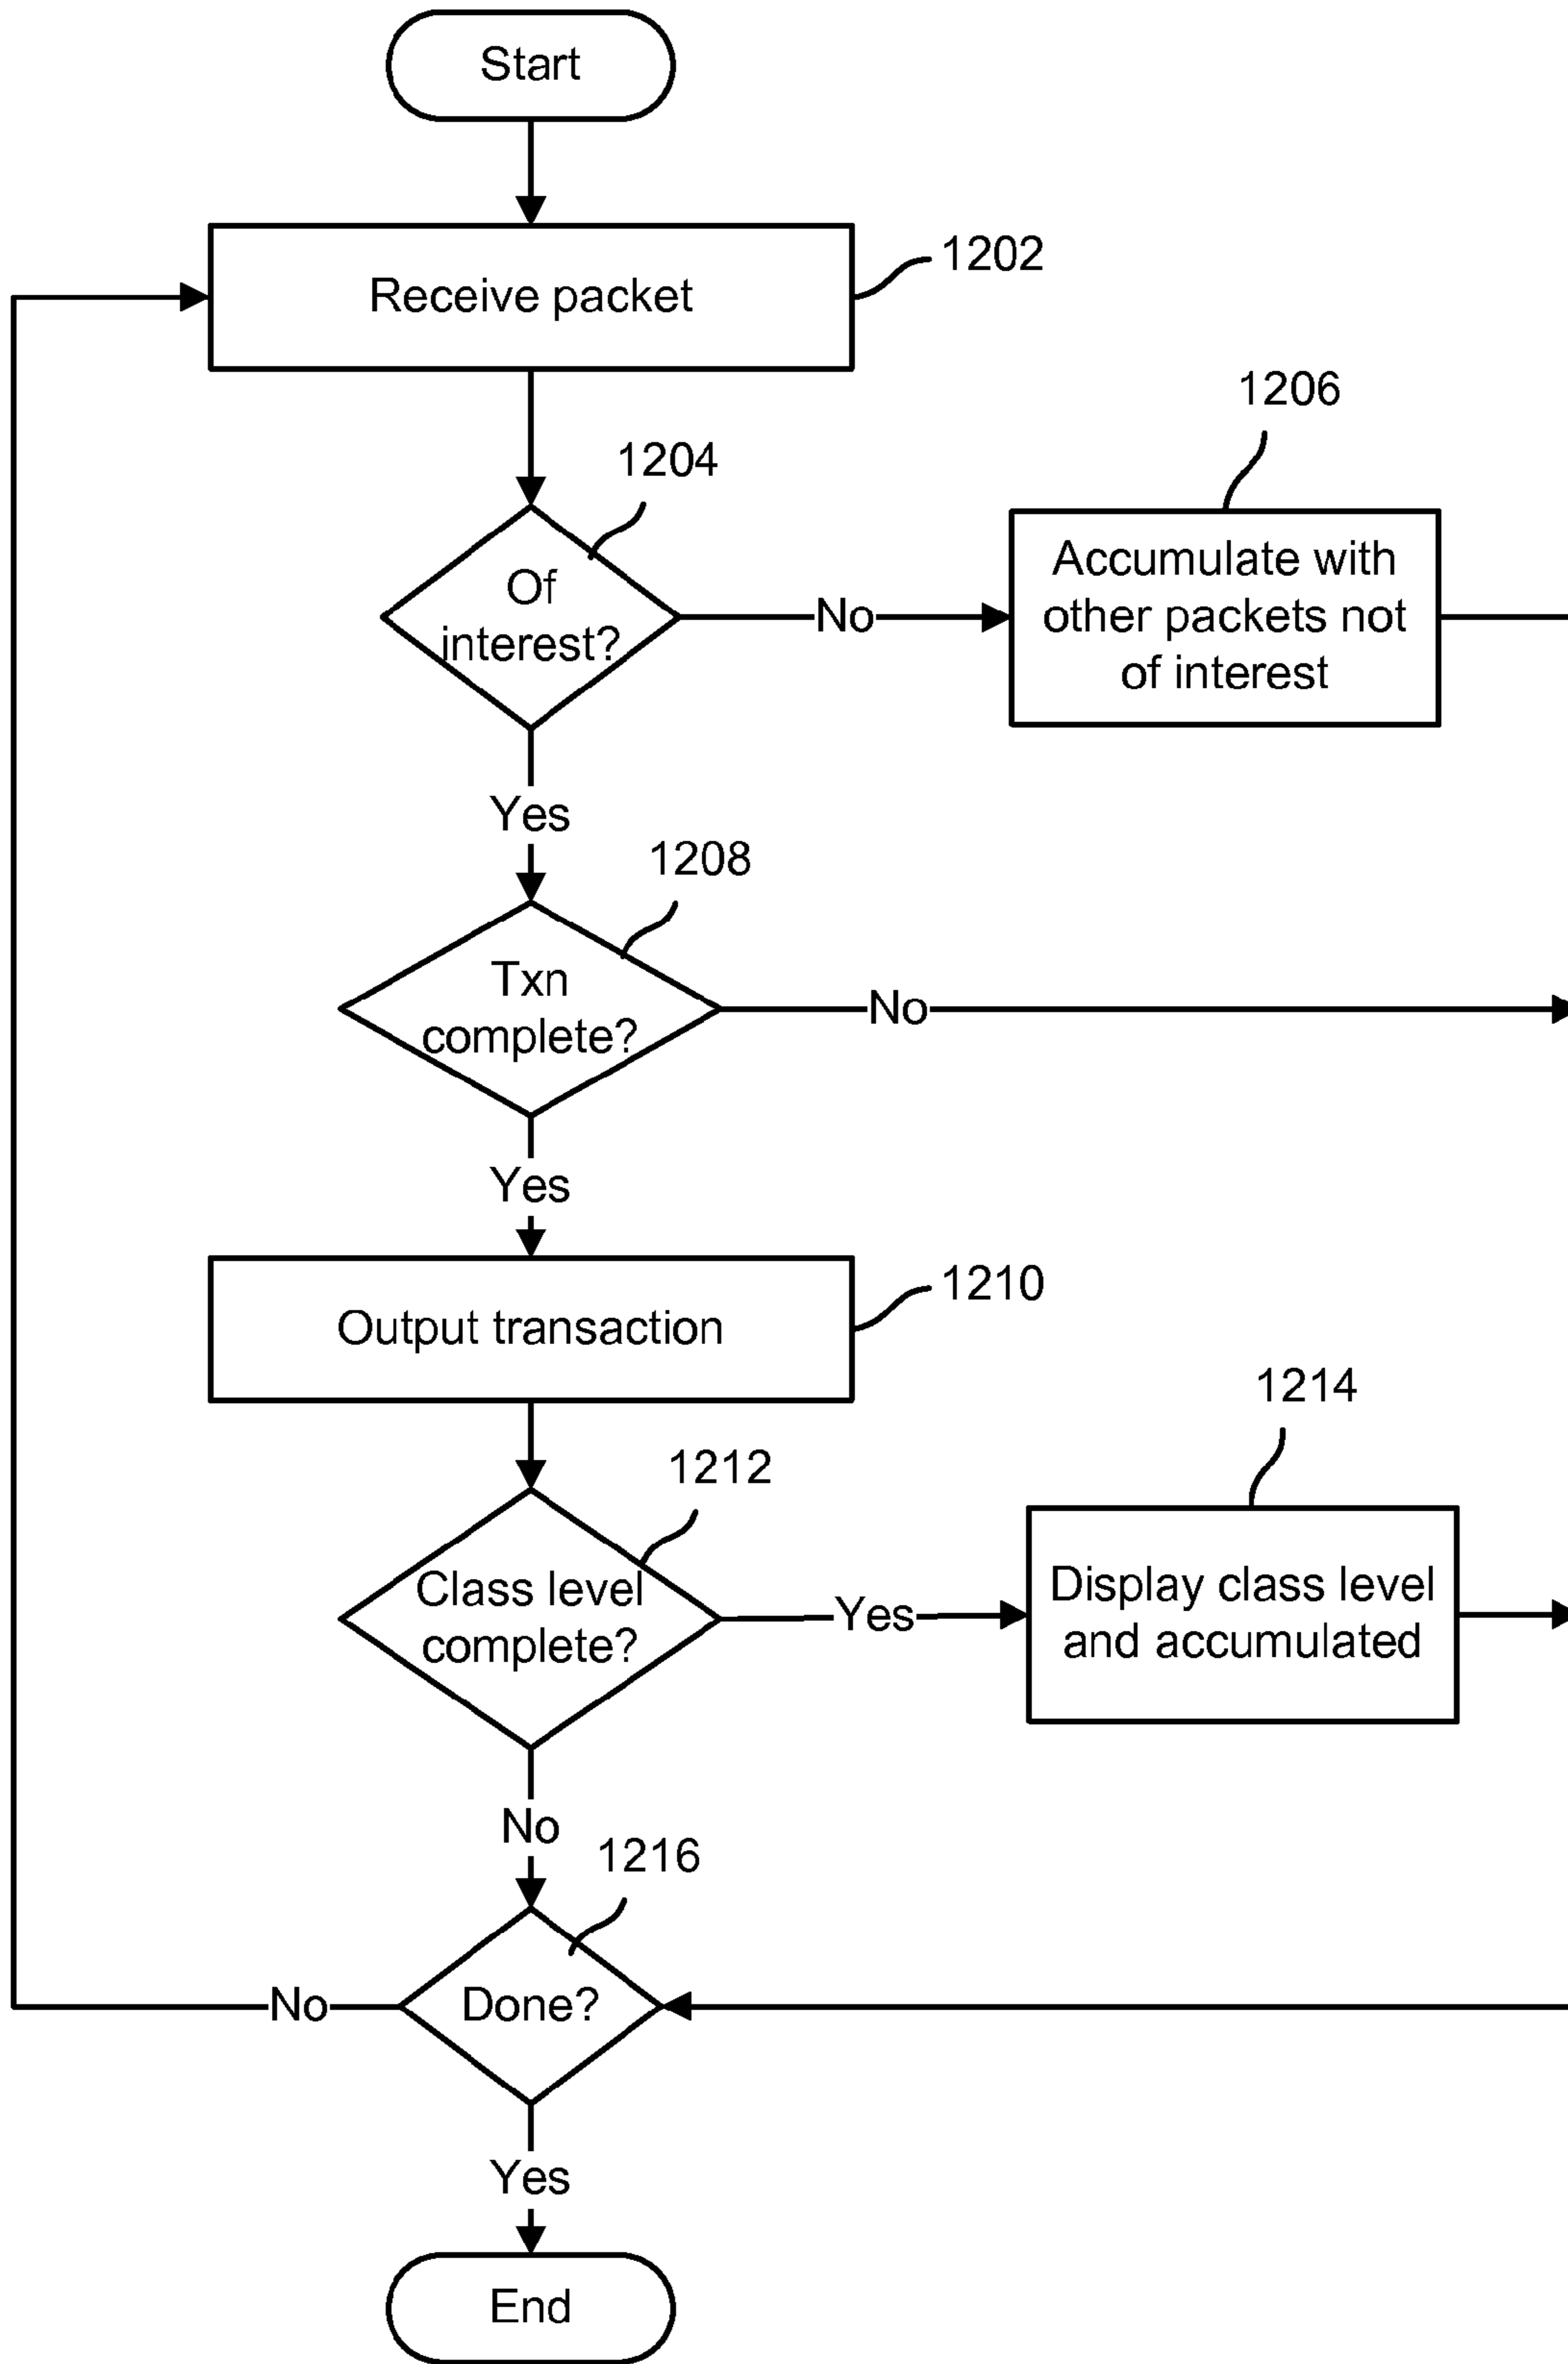 Start
Receive packet
1202
1204
Of
interest?
No
1206
Accumulate with
other packets not
of interest
Yes
1208
Txn
complete?
No
Yes
Output transaction
1210
1212
Class level
complete?
Yes
1214
Display class level
and accumulated
No
1216
Done?
No
Yes
End